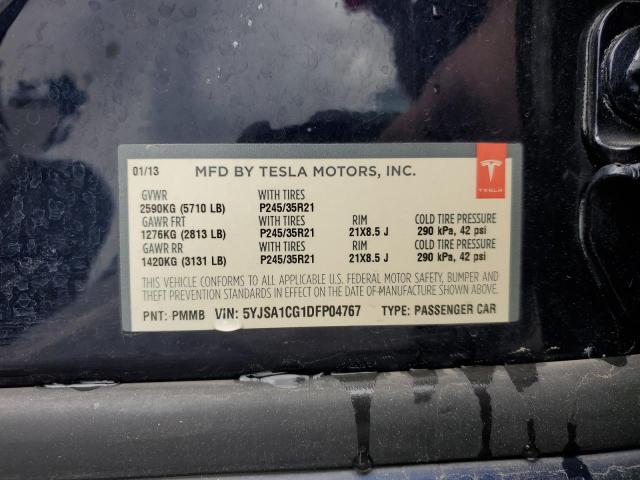 01/13 MFD BY TESLA MOTORS, INC.
TESLA
GVWR WITH TIRES
2590KG (5710 LB) P245/35R21
GAWR FRT WITH TIRES RIM COLD TIRE PRESSURE
1276KG (2813 LB) P245/35R21 21X8.5 J 290 kPa, 42 psi
GAWR RR WITH TIRES RIM COLD TIRE PRESSURE
1420KG (3131 LB) P245/35R21 21X8.5 J 290 kPa, 42 psi
THIS VEHICLE CONFORMS TO ALL APPLICABLE U.S. FEDERAL MOTOR SAFETY, BUMPER AND
THEFT PREVENTION STANDARDS IN EFFECT ON THE DATE OF MANUFACTURE SHOWN ABOVE.
PNT: PMMB VIN: 5YJSA1CG1DFP04767 TYPE: PASSENGER CAR